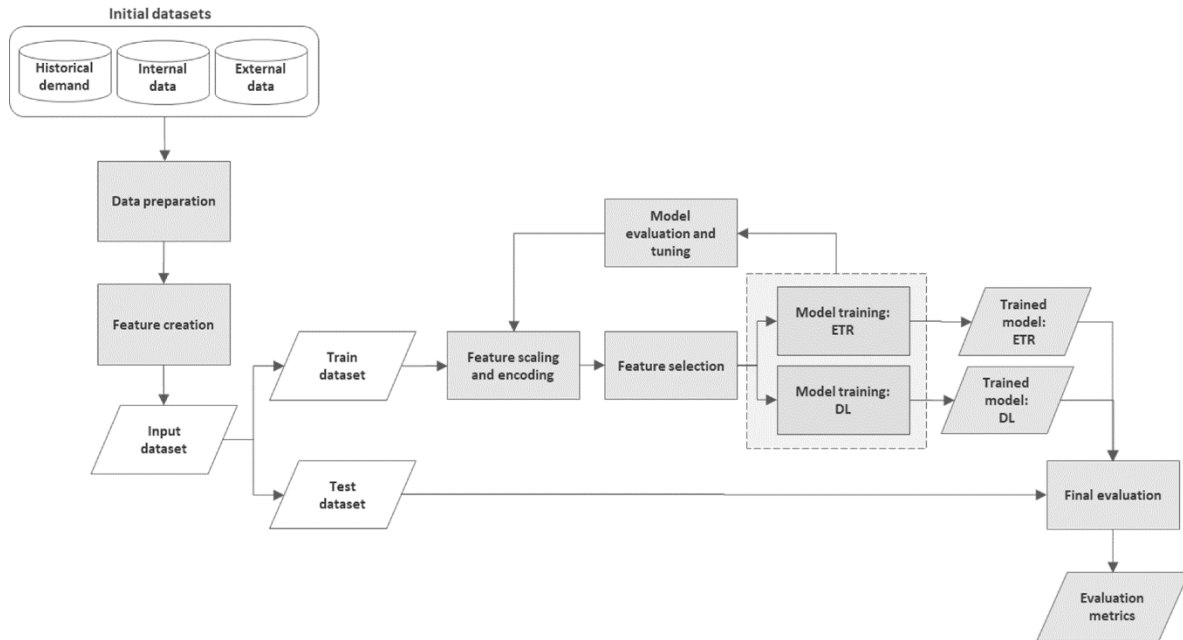 Initial datasets
Historical
demand
Internal
data
External
data
Data preparation
Feature creation
Input
dataset
Train
dataset
Test
dataset
Feature scaling
and encoding
Feature selection
Model
evaluation and
tuning
Model training:
ETR
Model training:
DL
Trained
model:
ETR
Trained
model:
DL
Final evaluation
Evaluation
metrics